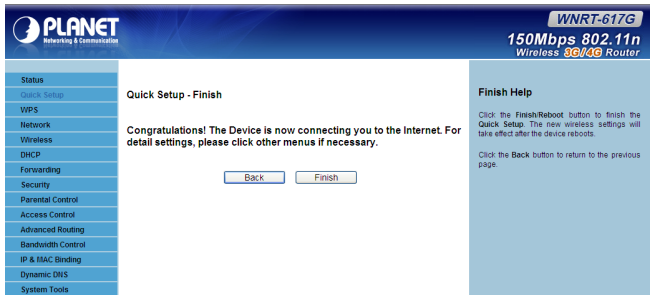 PLANET
Networking & Communication
WNRT-617G
150Mbps 802.11n
Wireless 3G/4G Router
Status
Quick Setup
WPS
Network
Wireless
DHCP
Forwarding
Security
Parental Control
Access Control
Advanced Routing
Bandwidth Control
IP & MAC Binding
Dynamic DNS
System Tools
Quick Setup - Finish
Congratulations! The Device is now connecting you to the Internet. For
detail settings, please click other menus if necessary.
Back Finish
Finish Help
Click the Finish/Reboot button to finish the
Quick Setup. The new wireless settings will
take effect after the device reboots.
Click the Back button to return to the previous
page.